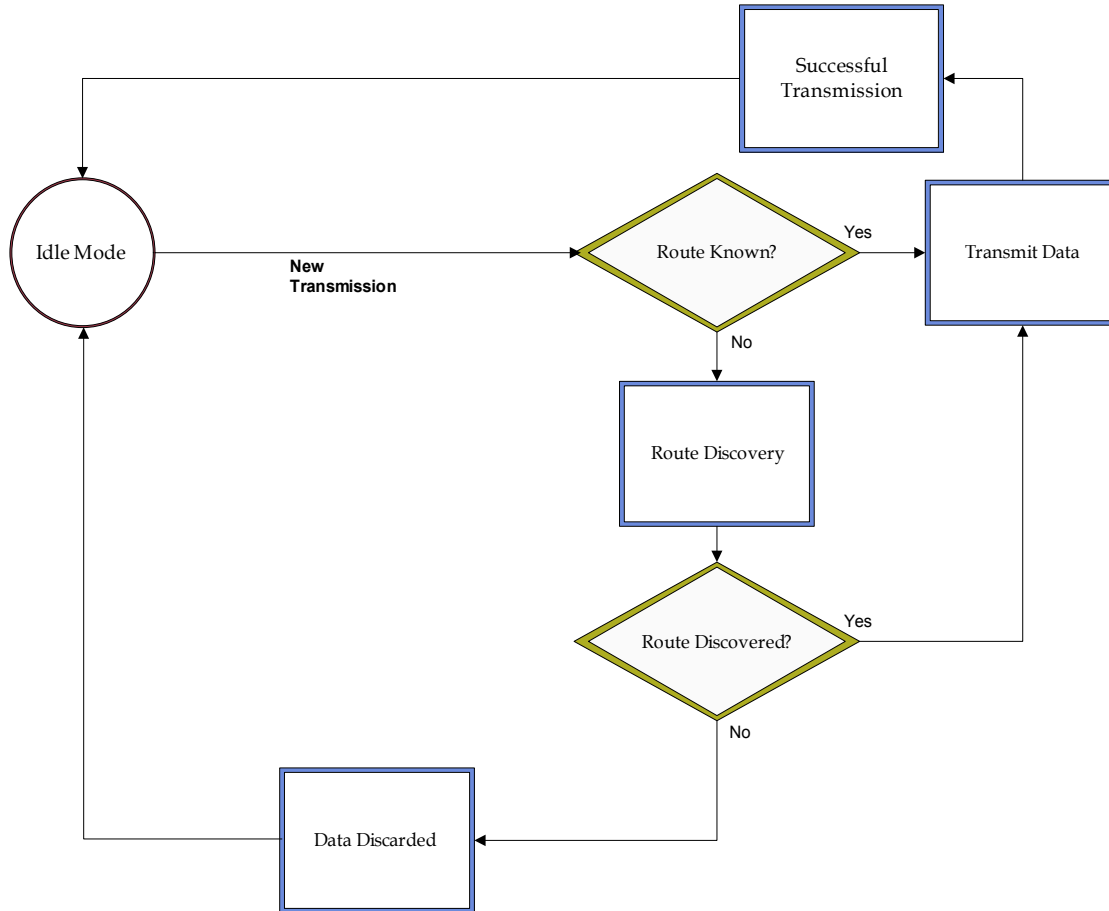 Successful
Transmission
Idle Mode
New
Transmission
Route Known?
Yes
Transmit Data
No
Route Discovery
Route Discovered?
Yes
No
Data Discarded